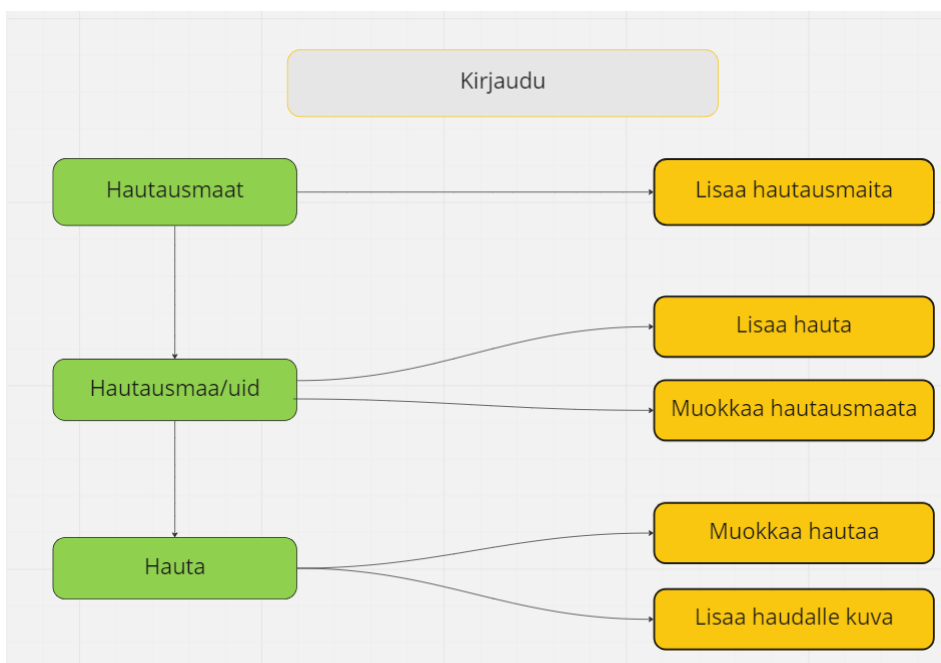 Kirjaudu
Hautausmaat
Lisaa hautausmaita
Lisaa hauta
Hautausmaa/uid
Muokkaa hautausmaata
Muokkaa hautaa
Hauta
Lisaa haudalle kuva